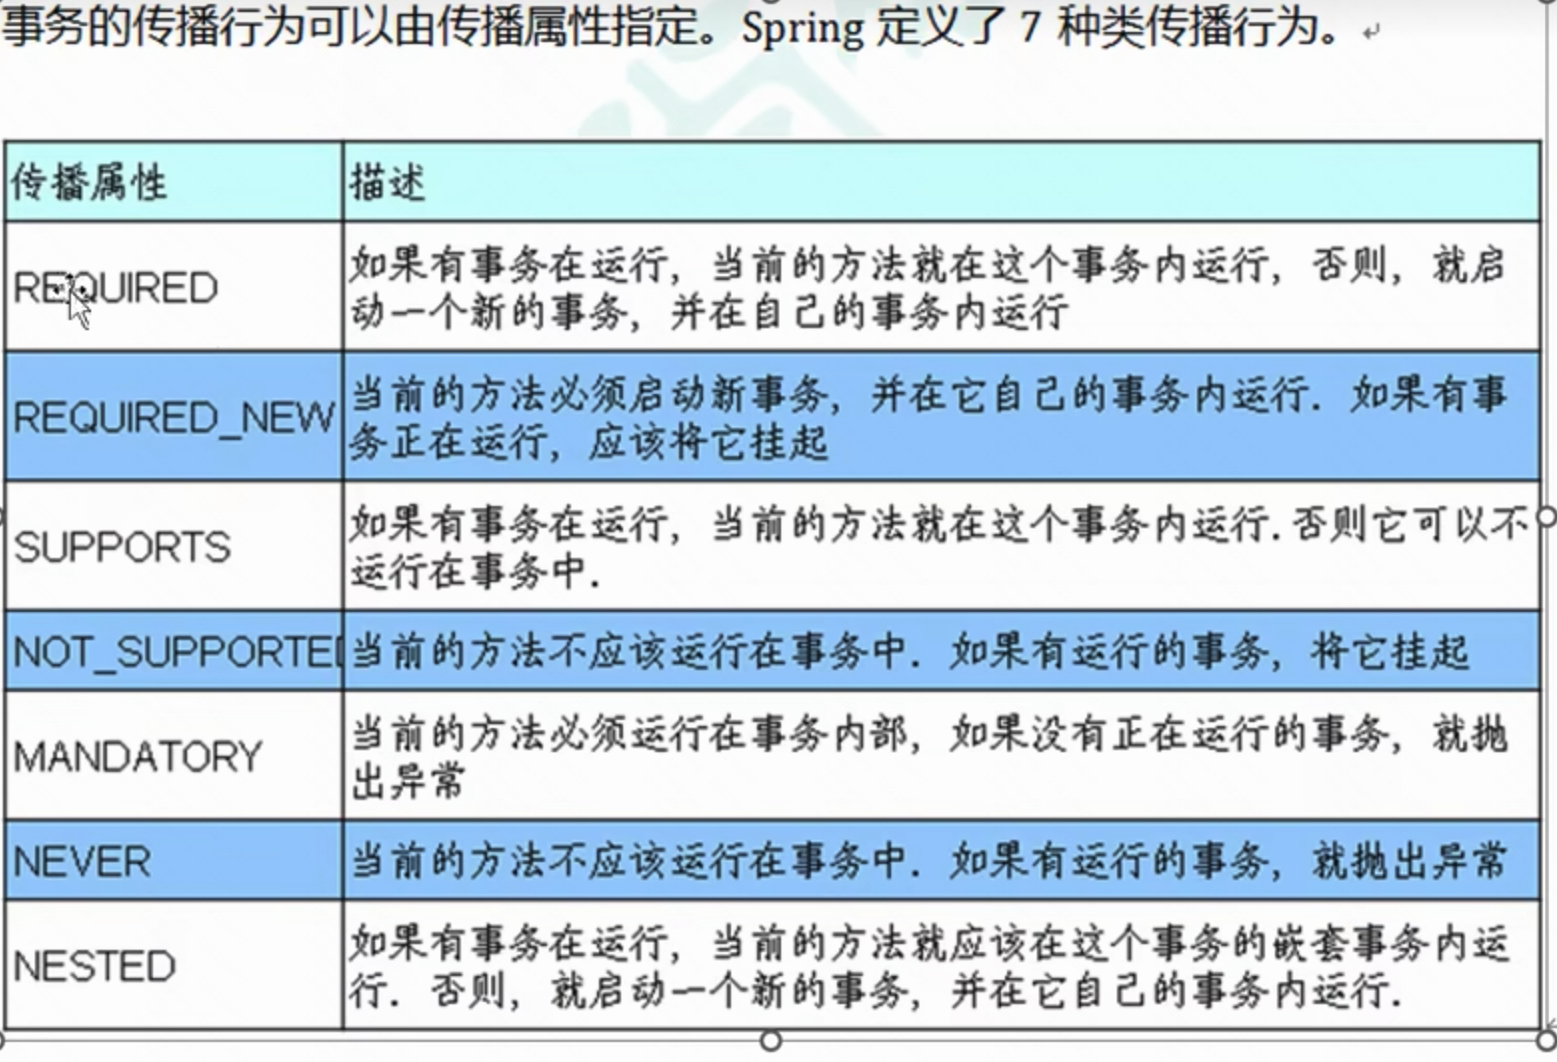 事务的传播行为可以由传播属性指定。Spring 定义了 7 种类传播行为。
传播属性
描述
REQUIRED
如果有事务在运行，当前的方法就在这个事务内运行，否则，就启
动一个新的事务，并在自己的事务内运行
REQUIRED_NEW
当前的方法必须启动新事务，并在它自己的事务内运行．如果有事
务正在运行，应该将它挂起
SUPPORTS
如果有事务在运行，当前的方法就在这个事务内运行.否则它可以不
运行在事务中.
NOT_SUPPORTED
当前的方法不应该运行在事务中．如果有运行的事务，将它挂起
MANDATORY
当前的方法必须运行在事务内部，如果没有正在运行的事务，就抛
出异常
NEVER
当前的方法不应该运行在事务中．如果有运行的事务，就抛出异常
NESTED
如果有事务在运行，当前的方法就应该在这个事务的嵌套事务内运
行．否则，就启动一个新的事务，并在它自己的事务内运行.